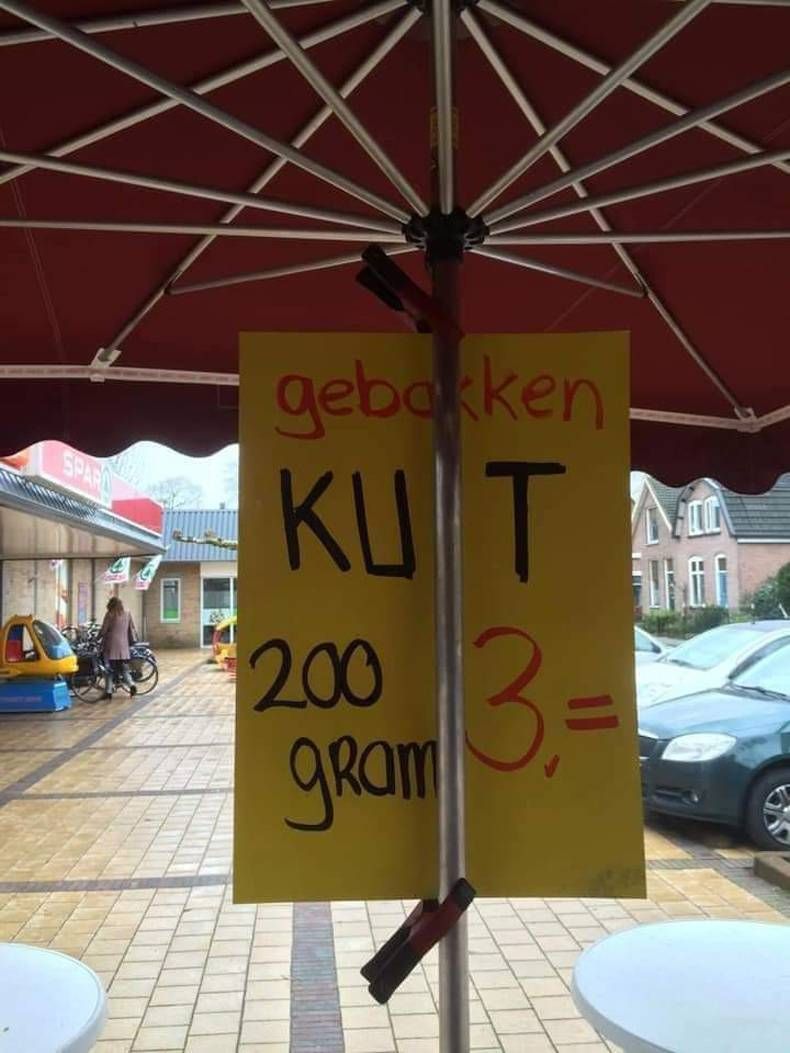 SPAR
gebakken
KU T
200 3,=
gram